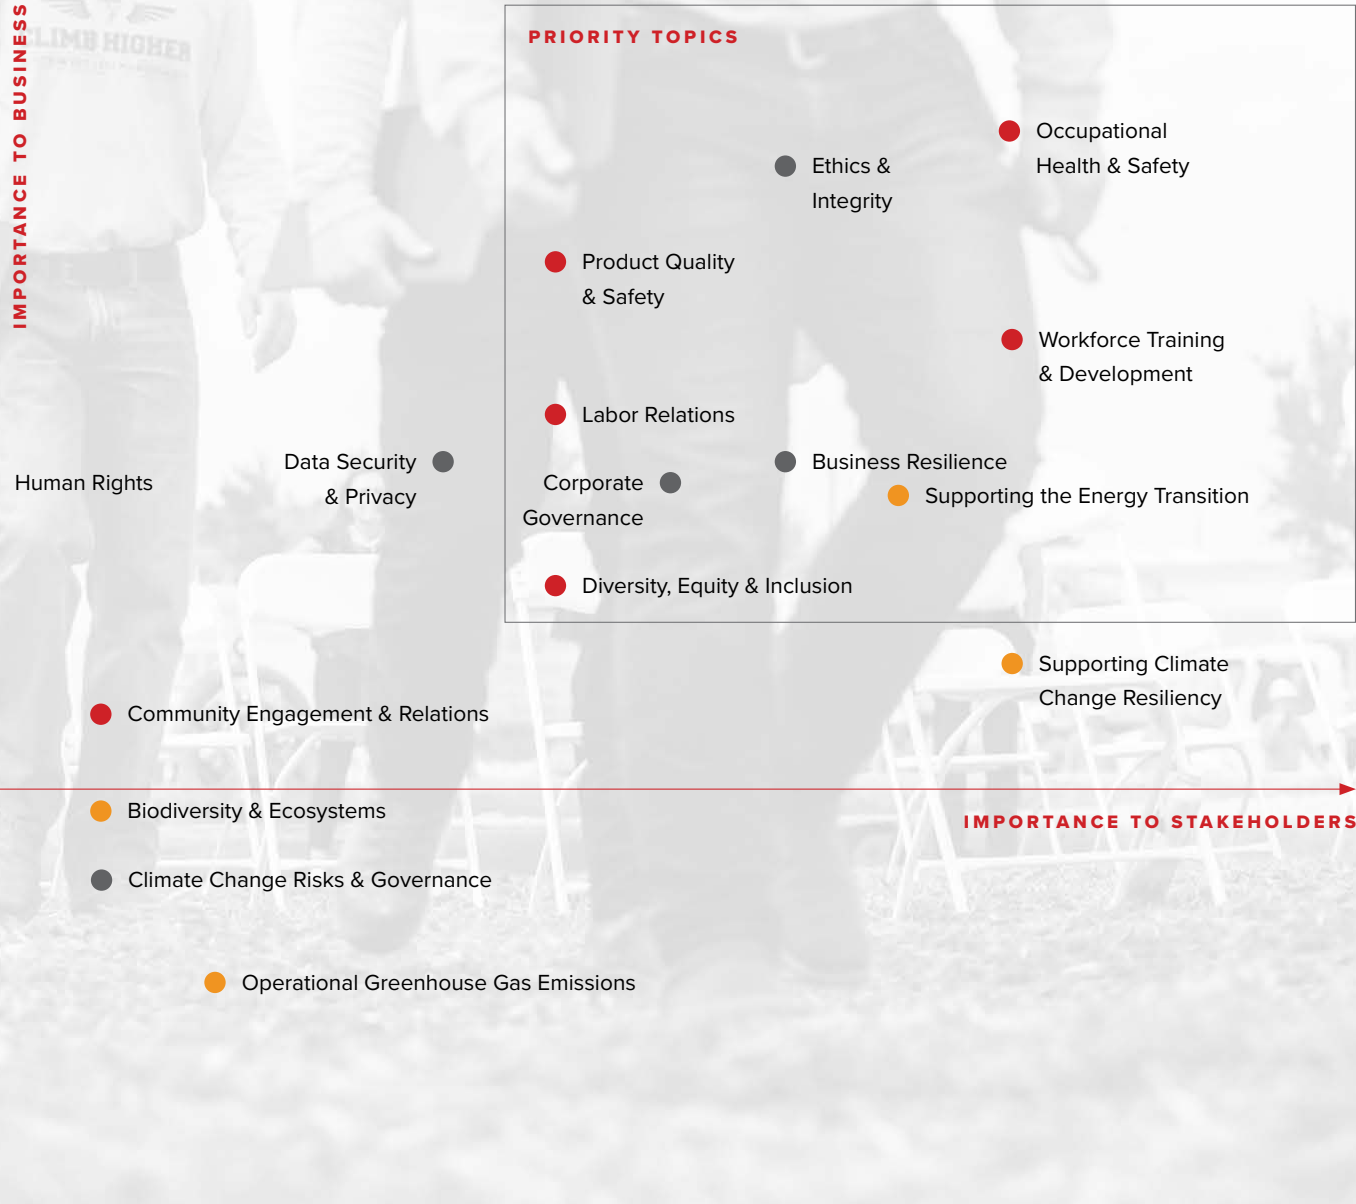 IMPORTANCE TO BUSINESS
CLIMB HIGHER
PRIORITY TOPICS
Occupational
Health & Safety
Ethics &
Integrity
Product Quality
& Safety
Workforce Training
& Development
Labor Relations
Data Security
& Privacy
Human Rights
Business Resilience
Corporate
Governance
Supporting the Energy Transition
Diversity, Equity & Inclusion
Supporting Climate
Change Resiliency
Community Engagement & Relations
IMPORTANCE TO STAKEHOLDERS
Biodiversity & Ecosystems
Climate Change Risks & Governance
Operational Greenhouse Gas Emissions